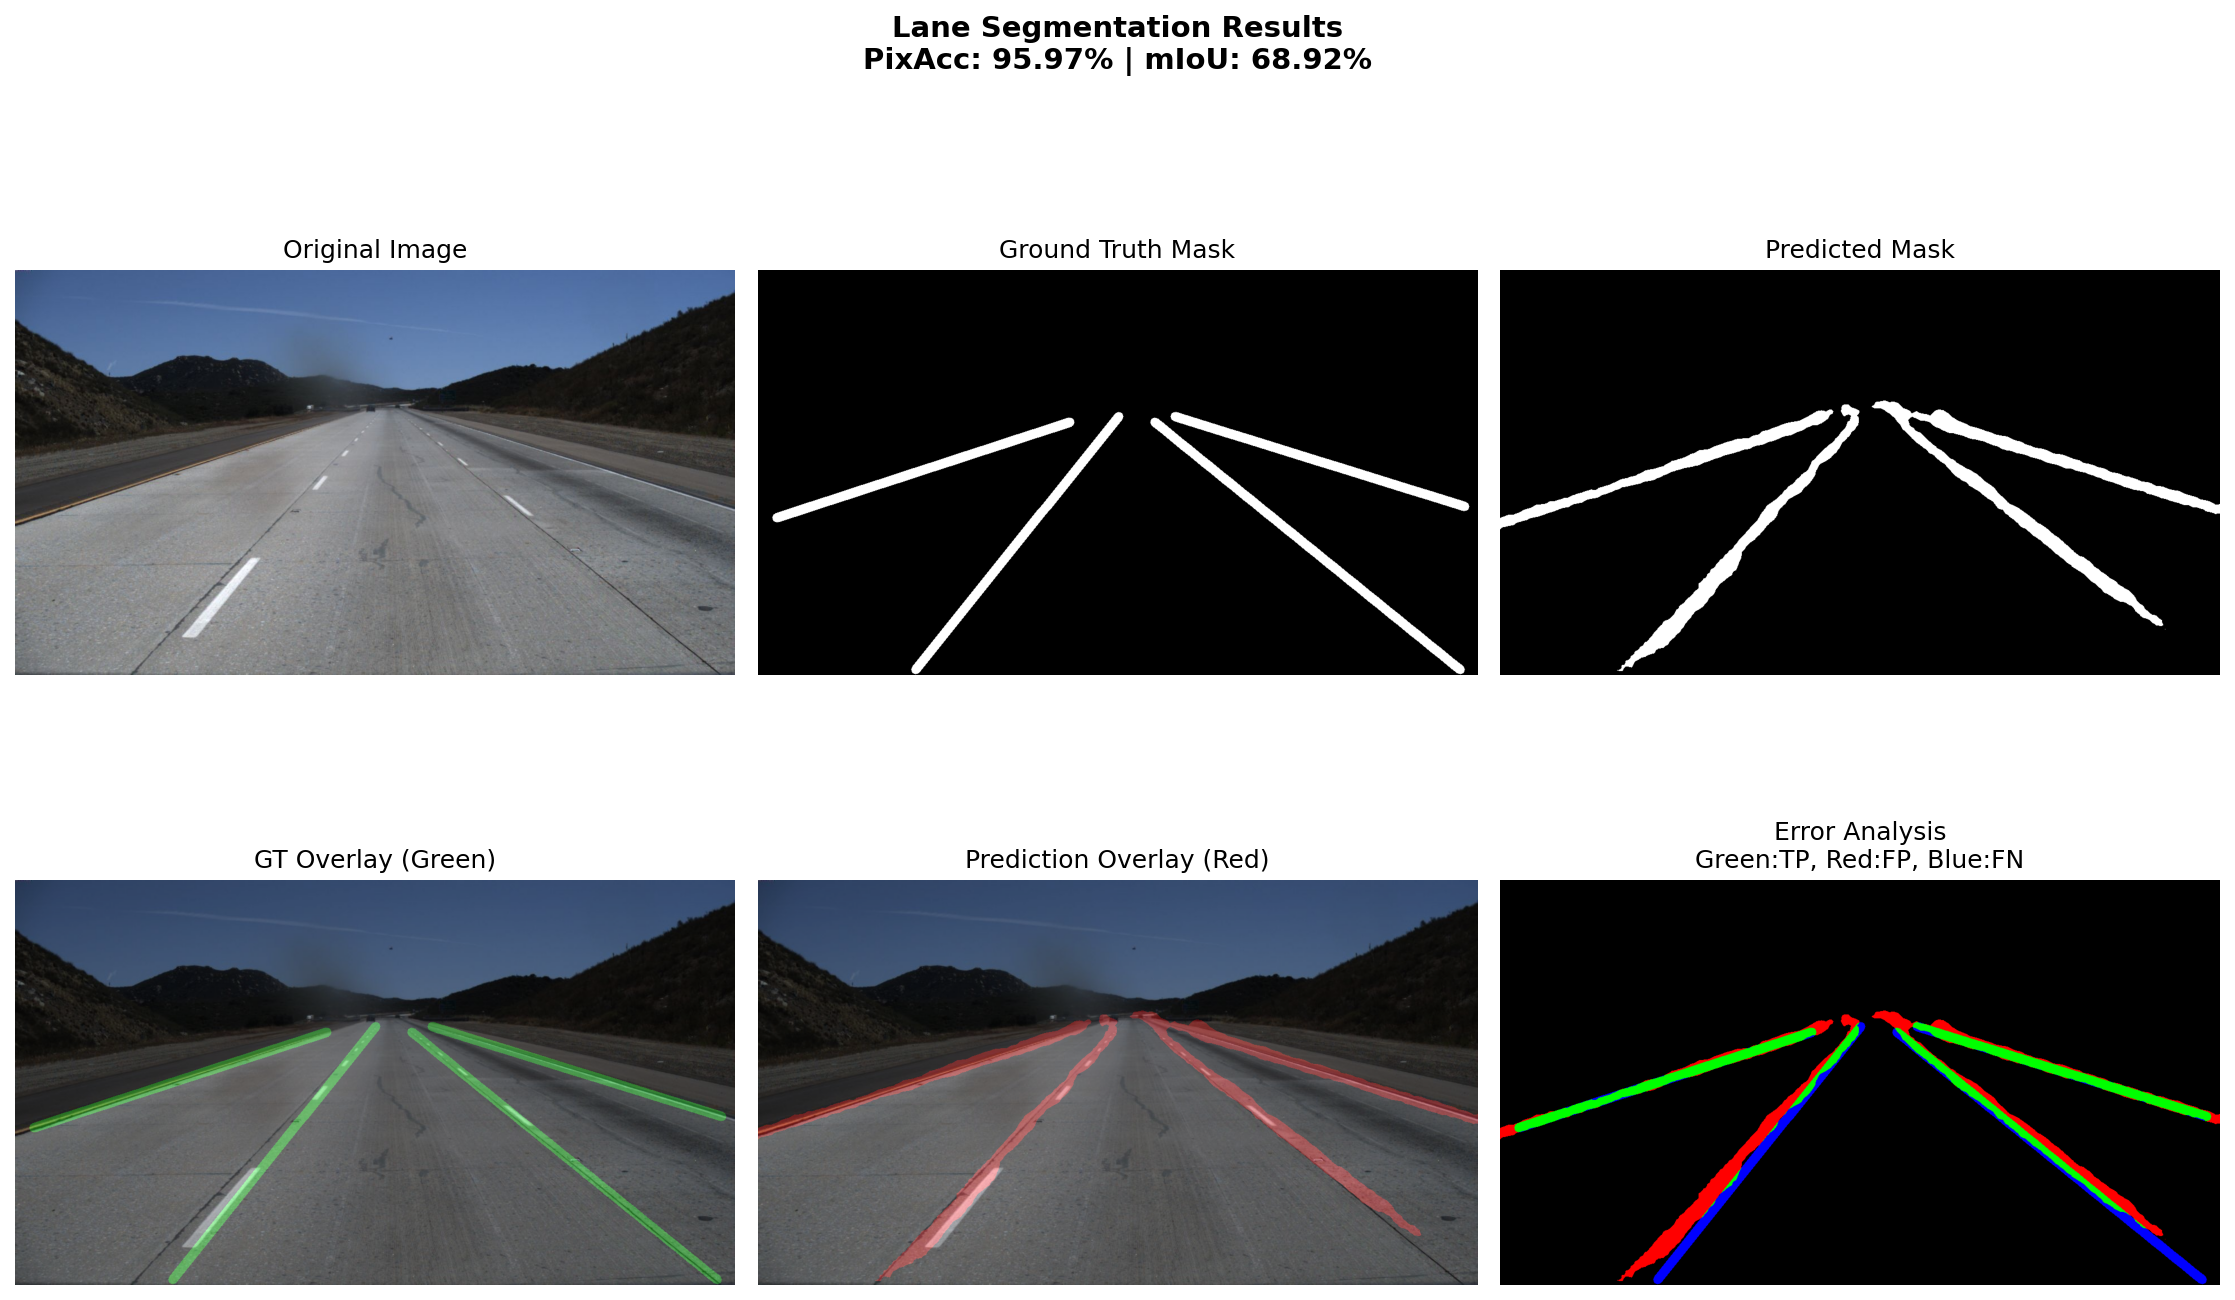 Lane Segmentation Results
PixAcc: 95.97% | mIoU: 68.92%
Original Image
Ground Truth Mask
Predicted Mask
GT Overlay (Green)
Prediction Overlay (Red)
Error Analysis
Green:TP, Red:FP, Blue:FN